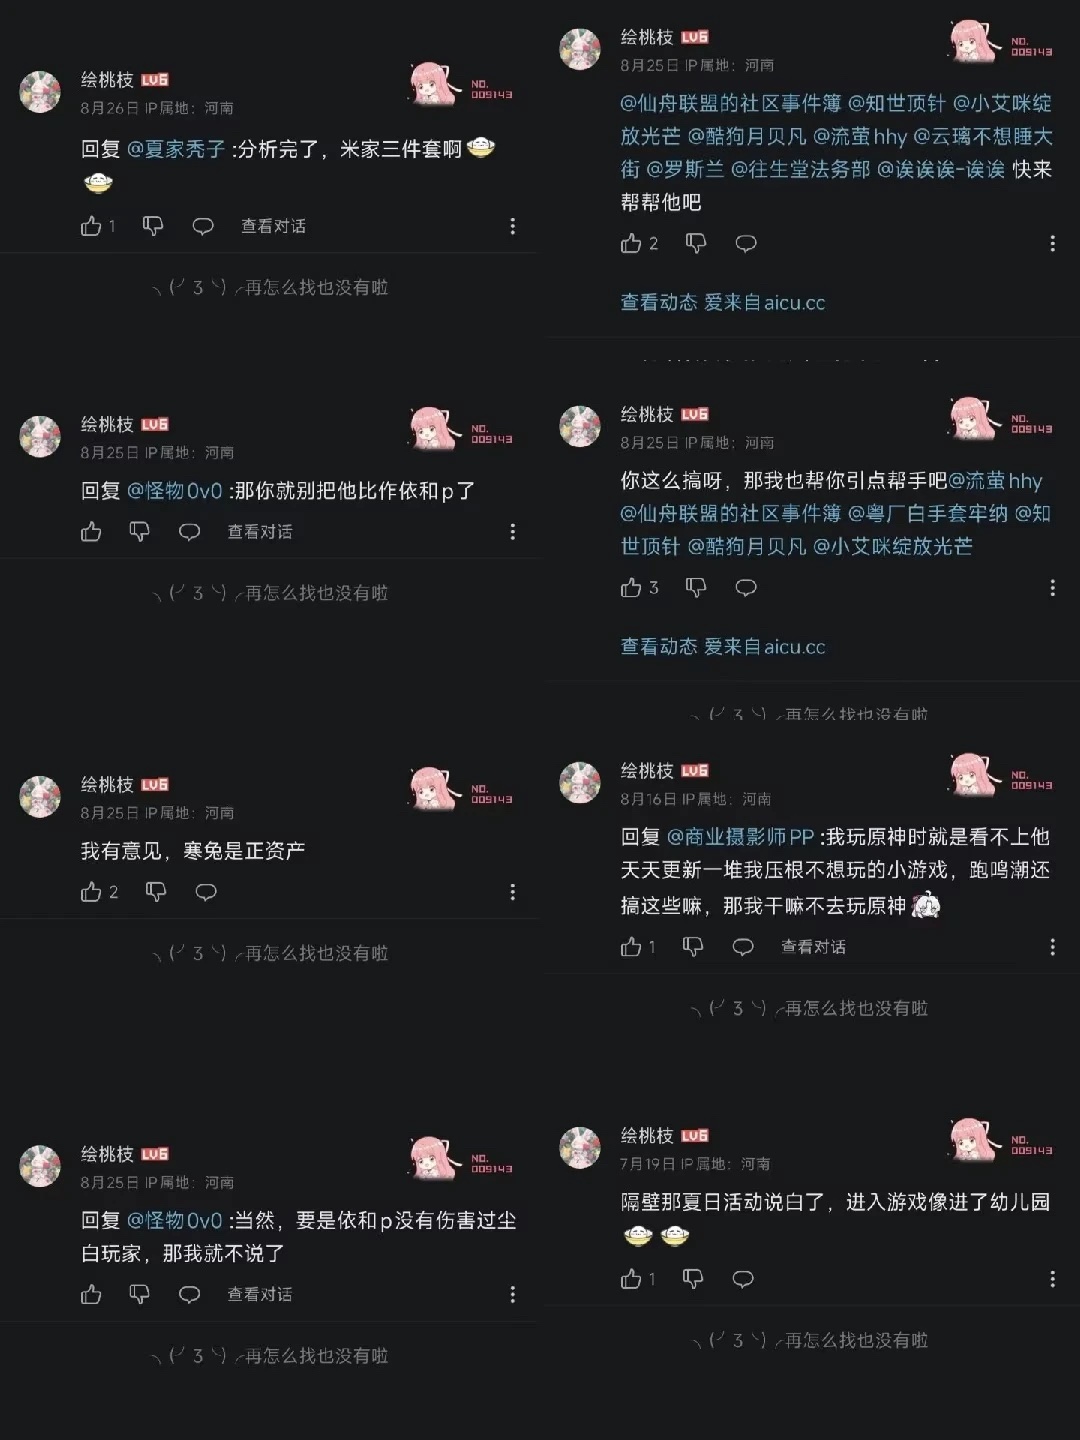 绘桃枝 LV6
NO.
009143
8月26日 IP属地：河南
回复 @夏家秃子 :分析完了，米家三件套啊
1 查看对话
╮(╯3╰)╭再怎么找也没有啦
绘桃枝 LV6
NO.
009143
8月25日 IP属地：河南
回复 @怪物0v0 :那你就别把他比作依和p了
查看对话
╮(╯3╰)╭再怎么找也没有啦
绘桃枝 LV6
NO.
009143
8月25日 IP属地：河南
我有意见，寒兔是正资产
2
╮(╯3╰)╭再怎么找也没有啦
绘桃枝 LV6
NO.
009143
8月25日 IP属地：河南
回复 @怪物0v0 :当然，要是依和p没有伤害过尘
白玩家，那我就不说了
查看对话
╮(╯3╰)╭再怎么找也没有啦
绘桃枝 LV6
NO.
009143
8月25日 IP属地：河南
@仙舟联盟的社区事件簿 @知世顶针 @小艾咪绽
放光芒 @酷狗月贝凡 @流萤hhy @云璃不想睡大
街 @罗斯兰 @往生堂法务部 @诶诶诶-诶诶 快来
帮帮他吧
2
查看动态 爱来自aicu.cc
绘桃枝 LV6
NO.
009143
8月25日 IP属地：河南
你这么搞呀，那我也帮你引点帮手吧@流萤hhy
@仙舟联盟的社区事件簿 @粤厂白手套牢纳 @知
世顶针 @酷狗月贝凡 @小艾咪绽放光芒
3
查看动态 爱来自aicu.cc
╮(╯3╰)╭再怎么找也没有啦
绘桃枝 LV6
NO.
009143
8月16日 IP属地：河南
回复 @商业摄影师PP :我玩原神时就是看不上他
天天更新一堆我压根不想玩的小游戏，跑鸣潮还
搞这些嘛，那我干嘛不去玩原神
1 查看对话
╮(╯3╰)╭再怎么找也没有啦
绘桃枝 LV6
NO.
009143
7月19日 IP属地：河南
隔壁那夏日活动说白了，进入游戏像进了幼儿园
1
╮(╯3╰)╭再怎么找也没有啦